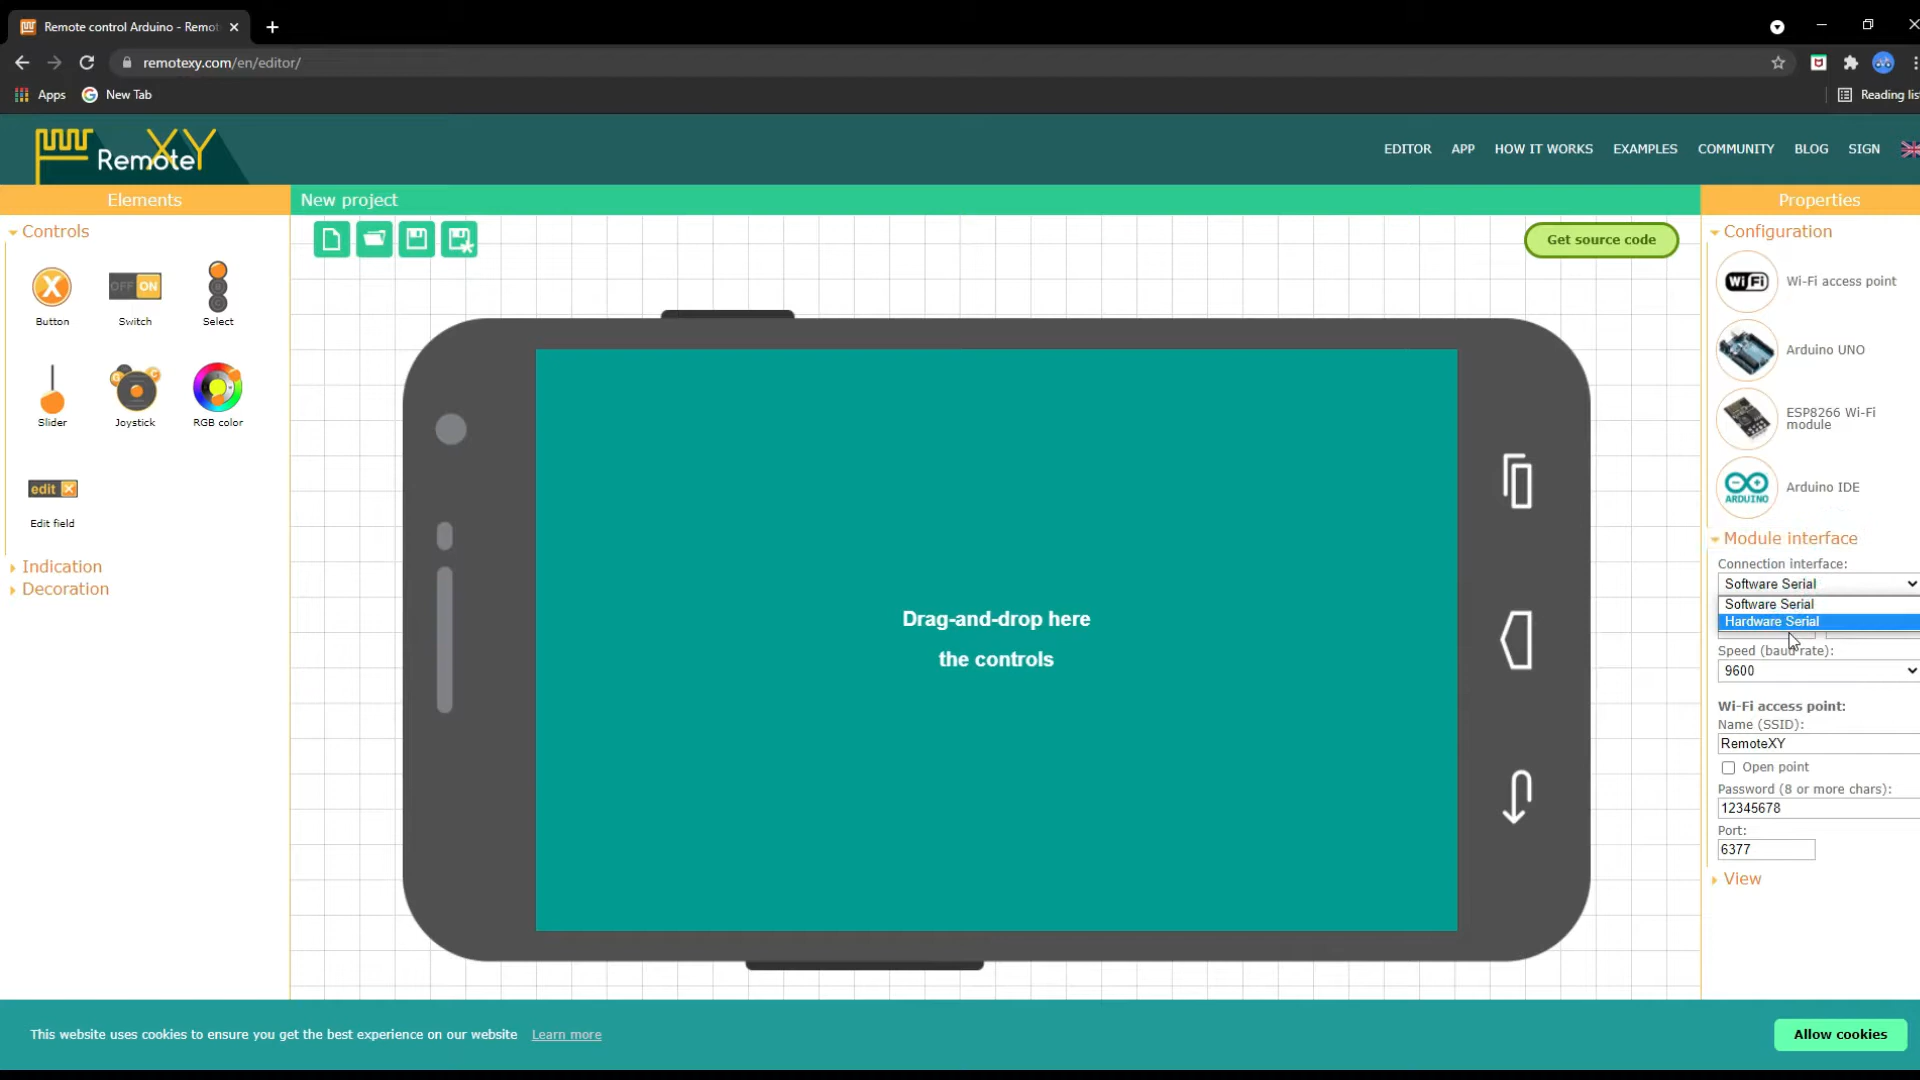 Remote control Arduino - Remot
remotexy.com/en/editor/
Apps
New Tab
Reading list
RemoteXY
EDITOR
APP
HOW IT WORKS
EXAMPLES
COMMUNITY
BLOG
SIGN
Elements
New project
Properties
Controls
Button
Switch
OFF ON
Select
Slider
Joystick
G
C
RGB color
edit X
Edit field
Indication
Decoration
Get source code
Drag-and-drop here
the controls
Configuration
WiFi
Wi-Fi access point
Arduino UNO
ESP8266 Wi-Fi
module
ARDUINO
Arduino IDE
Module interface
Connection interface:
Software Serial
Software Serial
Hardware Serial
Speed (baud rate):
9600
Wi-Fi access point:
Name (SSID):
RemoteXY
Open point
Password (8 or more chars):
12345678
Port:
6377
View
This website uses cookies to ensure you get the best experience on our website
Learn more
Allow cookies